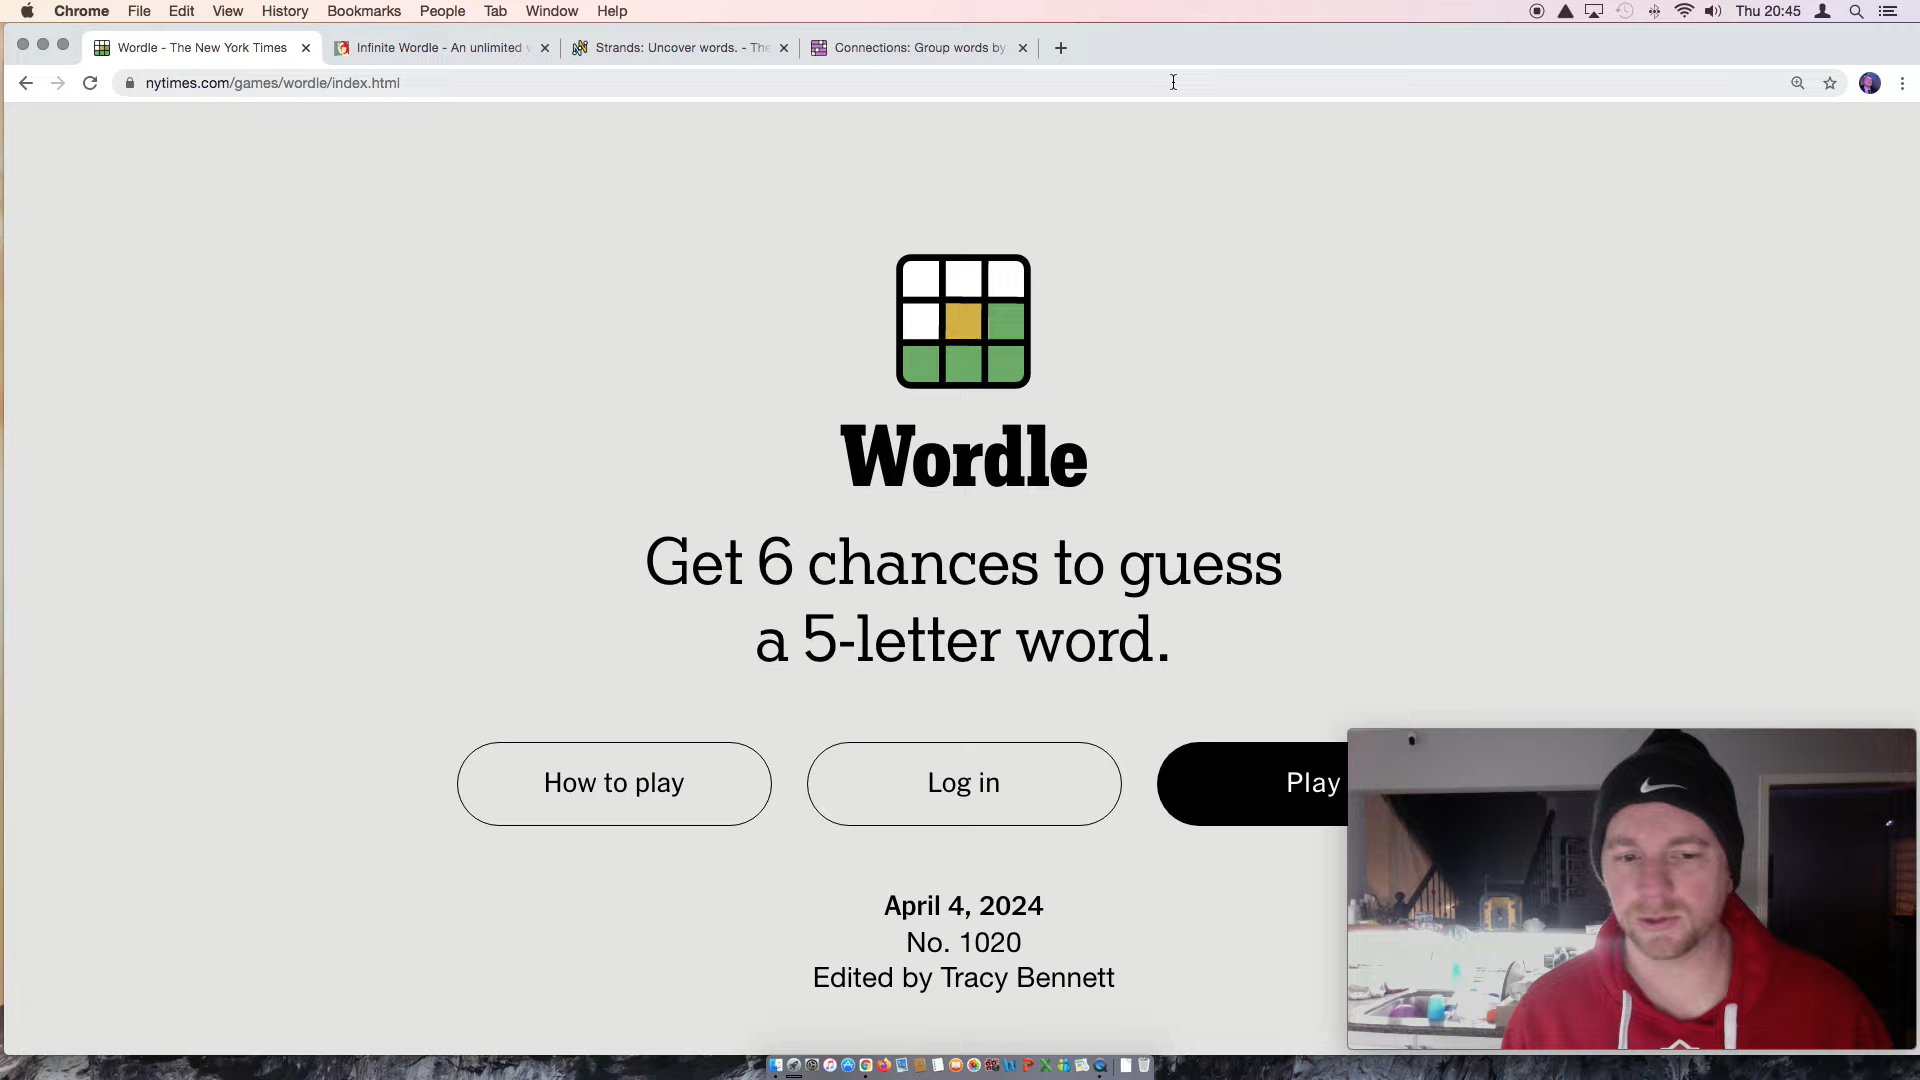 Chrome File Edit View History Bookmarks People Tab Window Help Thu 20:45
Wordle - The New York Times Infinite Wordle - An unlimited Strands: Uncover words. - The Connections: Group words by
nytimes.com/games/wordle/index.html
Wordle
Get 6 chances to guess
a 5-letter word.
How to play Log in Play
April 4, 2024
No. 1020
Edited by Tracy Bennett